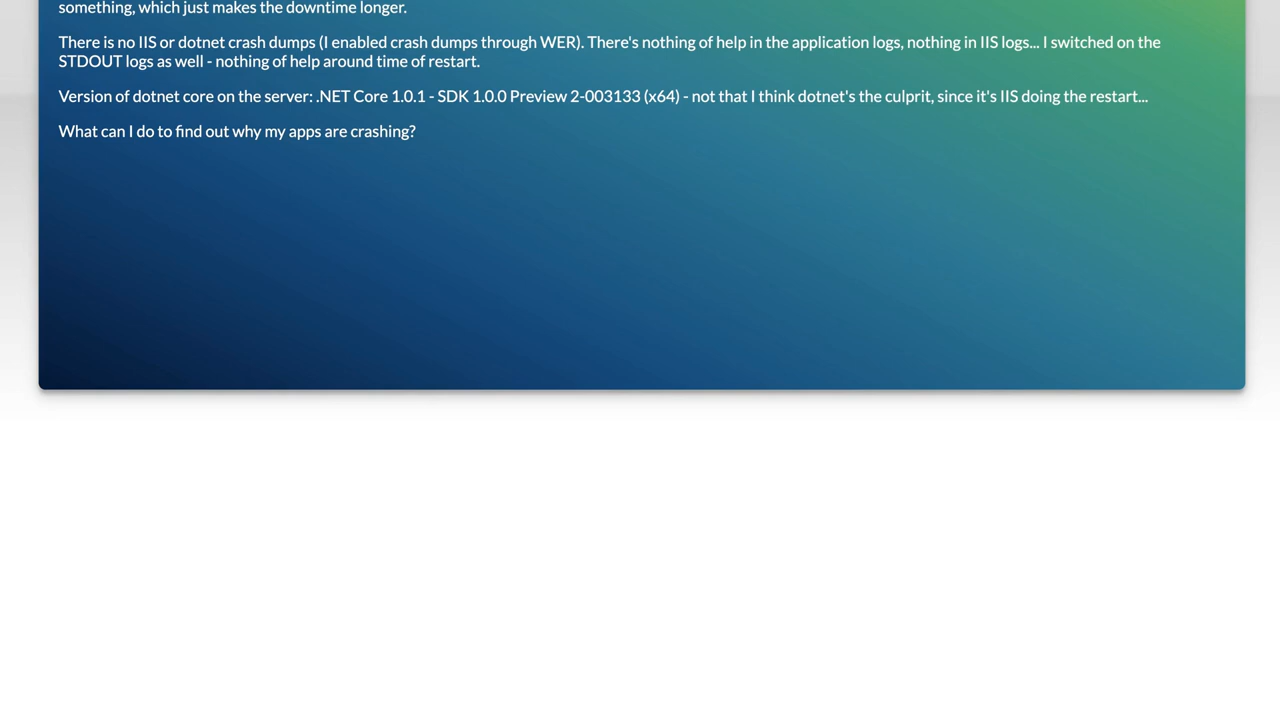 something, which just makes the downtime longer.
There is no IIS or dotnet crash dumps (I enabled crash dumps through WER). There's nothing of help in the application logs, nothing in IIS logs... I switched on the
STDOUT logs as well - nothing of help around time of restart.
Version of dotnet core on the server: .NET Core 1.0.1 - SDK 1.0.0 Preview 2-003133 (x64) - not that I think dotnet's the culprit, since it's IIS doing the restart...
What can I do to find out why my apps are crashing?